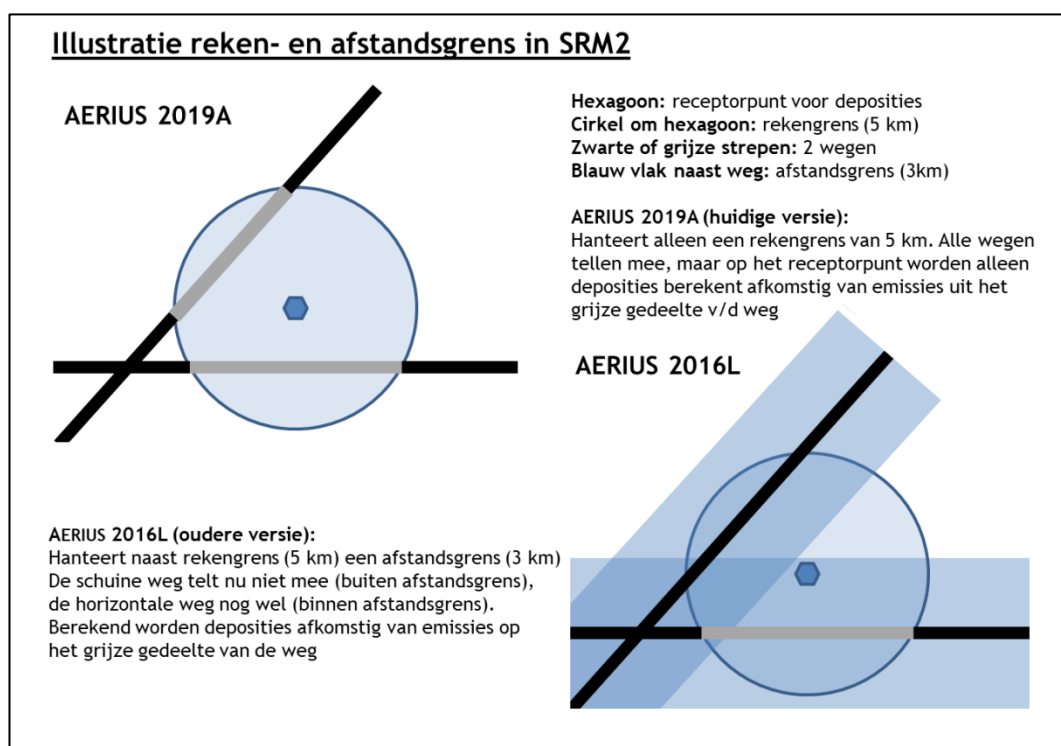 Illustratie reken- en afstandsgrens in SRM2
AERIUS 2019A
Hexagoon: receptorpunt voor deposities
Cirkel om hexagoon: rekengrens (5 km)
Zwarte of grijze strepen: 2 wegen
Blauw vlak naast weg: afstandsgrens (3km)
AERIUS 2019A (huidige versie):
Hanteert alleen een rekengrens van 5 km. Alle wegen
tellen mee, maar op het receptorpunt worden alleen
deposities berekent afkomstig van emissies uit het
grijze gedeelte v/d weg
AERIUS 2016L
AERIUS 2016L (oudere versie):
Hanteert naast rekengrens (5 km) een afstandsgrens (3 km)
De schuine weg telt nu niet mee (buiten afstandsgrens),
de horizontale weg nog wel (binnen afstandsgrens).
Berekend worden deposities afkomstig van emissies op
het grijze gedeelte van de weg